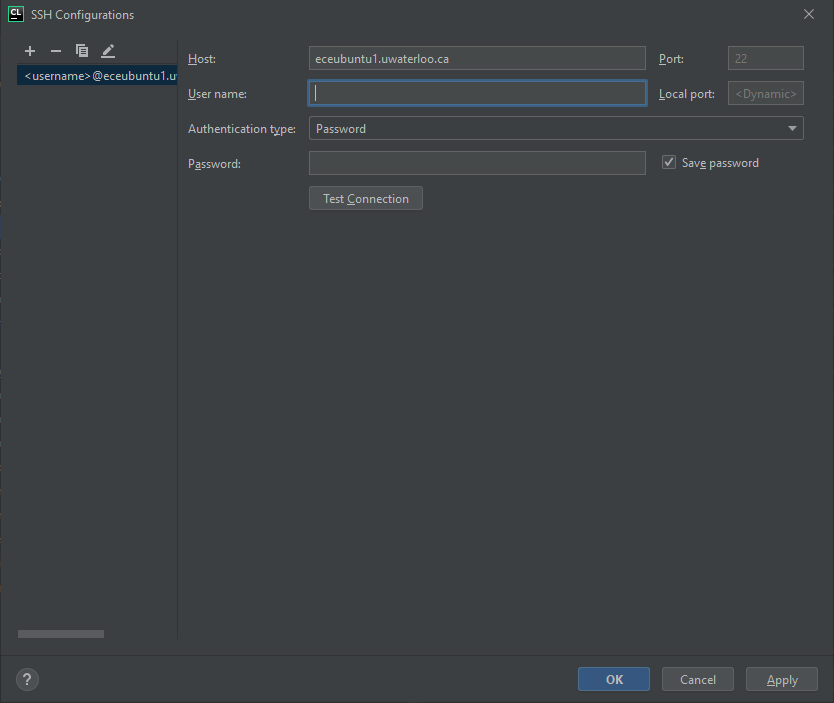 CL SSH Configurations
<username>@eceubuntu1.u
Host: eceubuntu1.uwaterloo.ca Port: 22
User name: Local port: <Dynamic>
Authentication type: Password
Password: Save password
Test Connection
? OK Cancel Apply